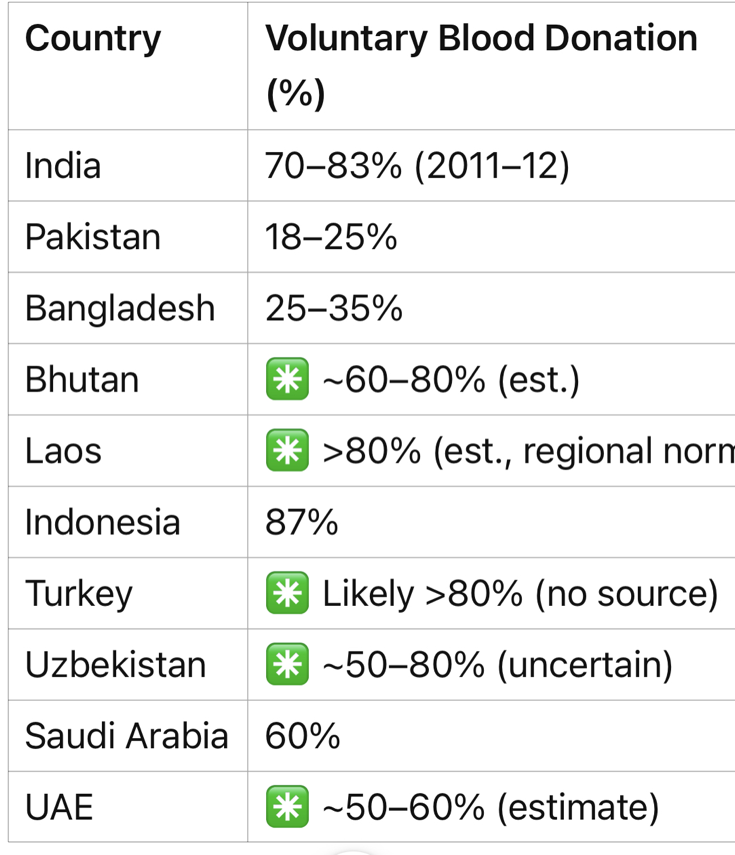 Country Voluntary Blood Donation
(%)
India 70–83% (2011–12)
Pakistan 18–25%
Bangladesh 25–35%
Bhutan ✳️ ~60–80% (est.)
Laos ✳️ >80% (est., regional
Indonesia 87%
Turkey ✳️ Likely >80% (no source)
Uzbekistan ✳️ ~50–80% (uncertain)
Saudi Arabia 60%
UAE ✳️ ~50–60% (estimate)